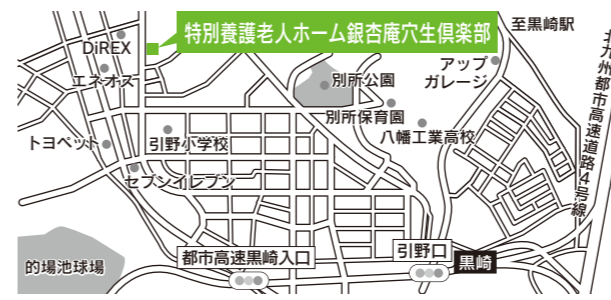 特別養護老人ホーム銀杏庵穴生倶楽部
至黒崎駅
DiREX
エネオス
別所公園
アップ
ガレージ
別所保育園
八幡工業高校
北九州都市高速道路4号線
トヨペット
引野小学校
セブンイレブン
都市高速黒崎入口
引野口
黒崎
的場池球場